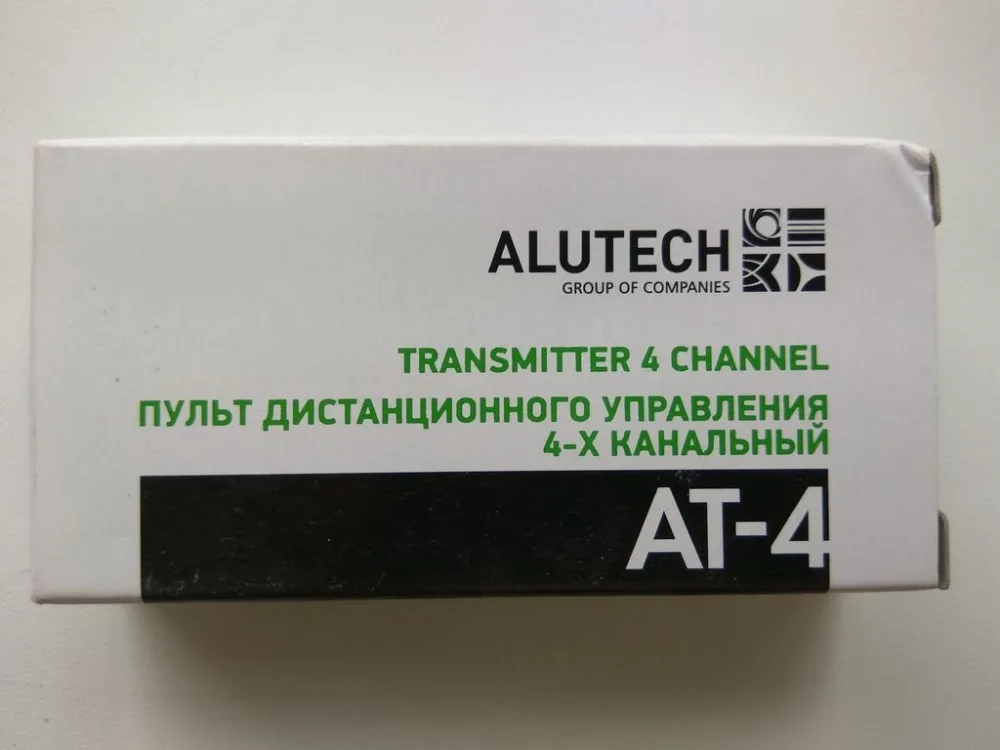 ALUTECH
GROUP OF COMPANIES
TRANSMITTER 4 CHANNEL
ПУЛЬТ ДИСТАНЦИОННОГО УПРАВЛЕНИЯ
4-Х КАНАЛЬНЫЙ
AT-4